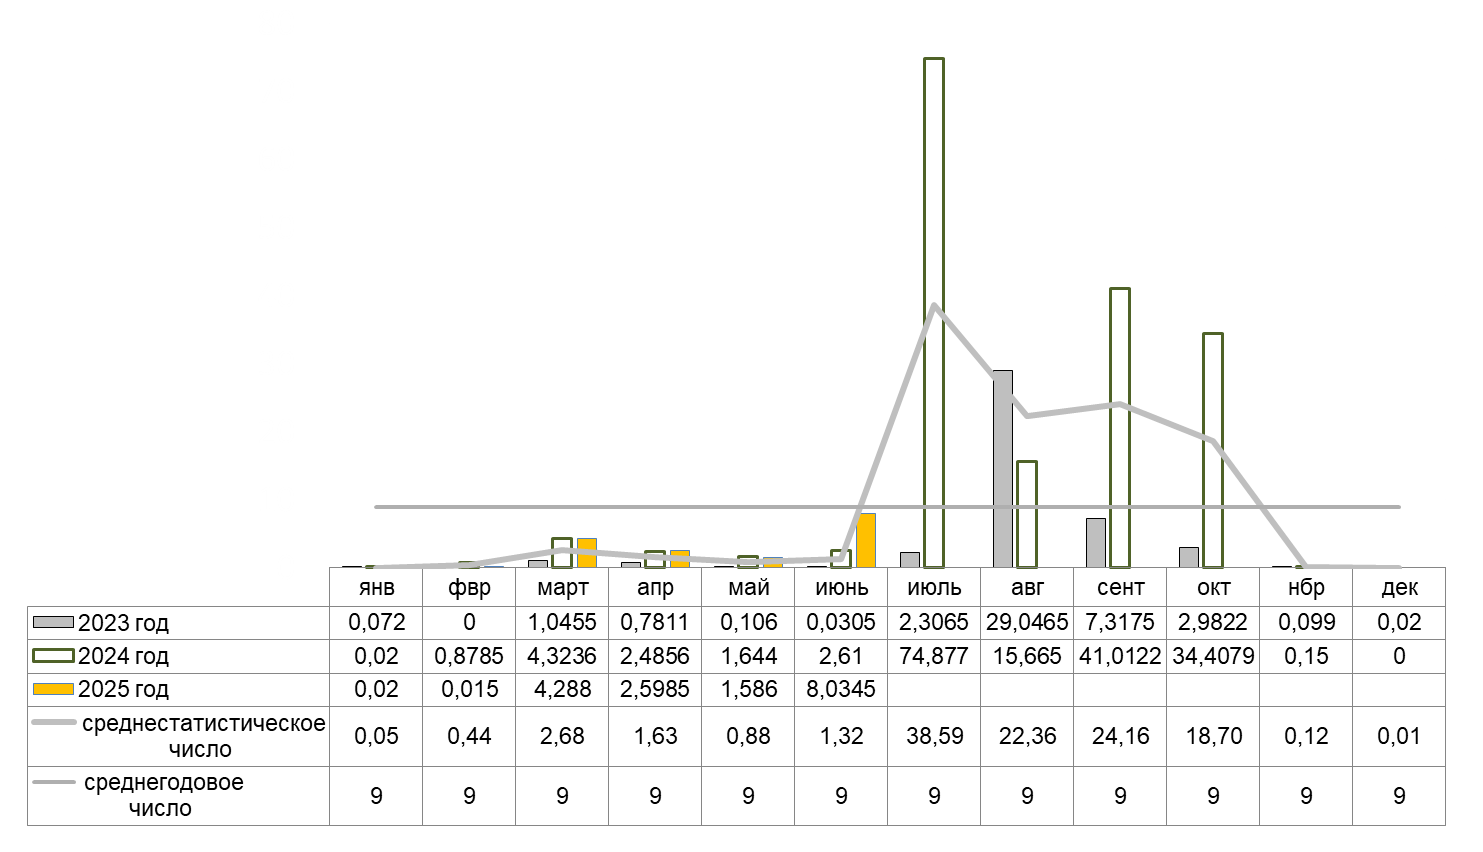 янв фвр март апр май июнь июль авг сент окт нбр дек
2023 год 0,072 0 1,0455 0,7811 0,106 0,0305 2,3065 29,0465 7,3175 2,9822 0,099 0,02
2024 год 0,02 0,8785 4,3236 2,4856 1,644 2,61 74,877 15,665 41,0122 34,4079 0,15 0
2025 год 0,02 0,015 4,288 2,5985 1,586 8,0345
среднестатистическое
число 0,05 0,44 2,68 1,63 0,88 1,32 38,59 22,36 24,16 18,70 0,12 0,01
среднегодовое
число 9 9 9 9 9 9 9 9 9 9 9 9